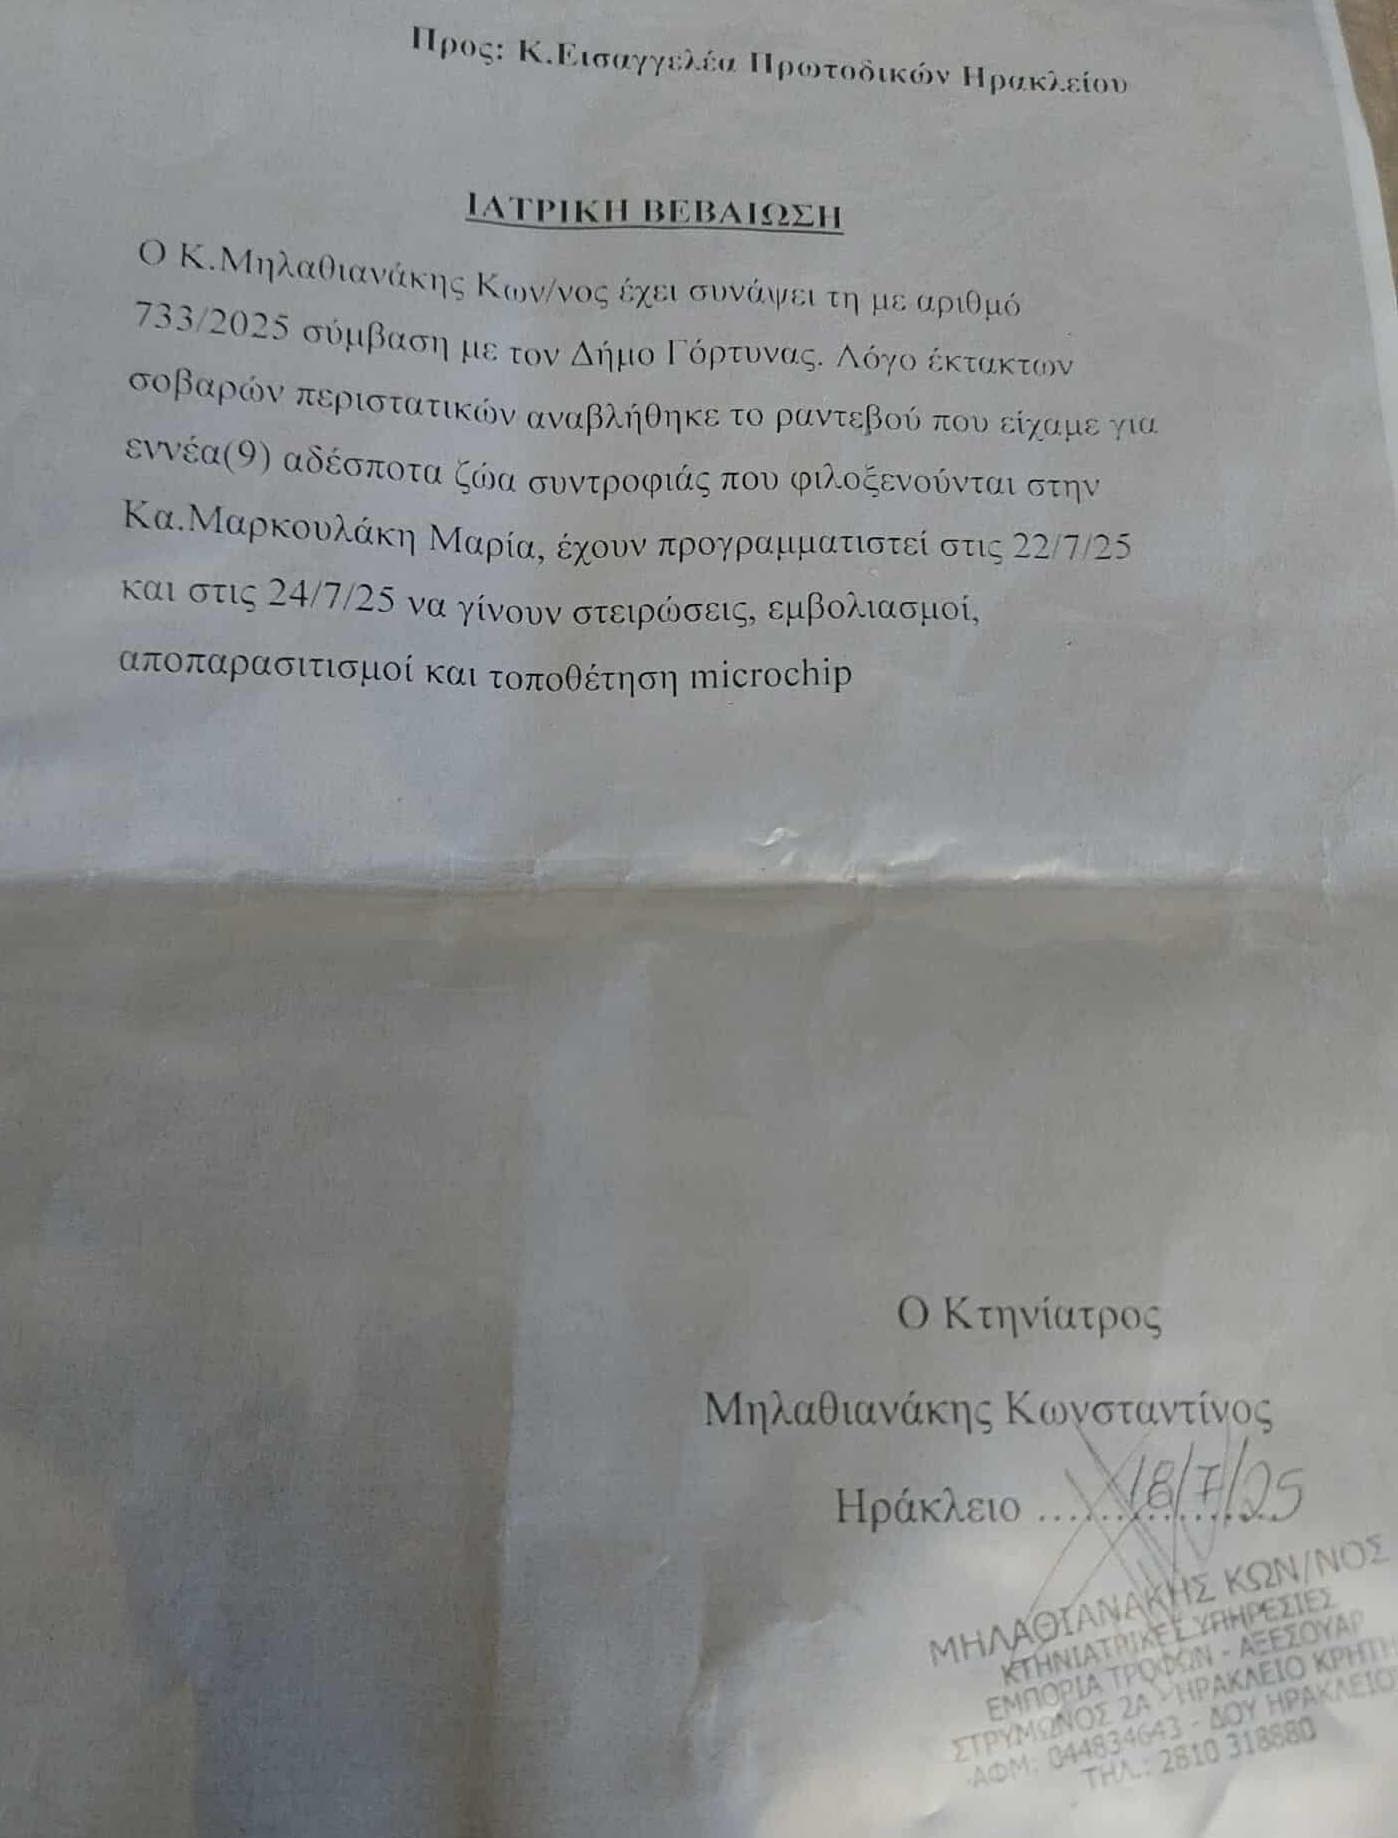 Προς: Κ.Εισαγγελέα Πρωτοδικών Ηρακλείου
ΙΑΤΡΙΚΗ ΒΕΒΑΙΩΣΗ
Ο Κ.Μηλαθιανάκης Κων/νος έχει συνάψει τη με αριθμό
733/2025 σύμβαση με τον Δήμο Γόρτυνας. Λόγο έκτακτων
σοβαρών περιστατικών αναβλήθηκε το ραντεβού που είχαμε για
εννέα(9) αδέσποτα ζώα συντροφιάς που φιλοξενούνται στην
Κα.Μαρκουλάκη Μαρία, έχουν προγραμματιστεί στις 22/7/25
και στις 24/7/25 να γίνουν στειρώσεις, εμβολιασμοί,
αποπαρασιτισμοί και τοποθέτηση microchip
Ο Κτηνίατρος
Μηλαθιανάκης Κωνσταντίνος
Ηράκλειο ........ 18/7/25
ΜΗΛΑΘΙΑΝΑΚΗΣ ΚΩΝ/ΝΟΣ
ΚΤΗΝΙΑΤΡΙΚΕΣ ΥΠΗΡΕΣΙΕΣ
ΕΜΠΟΡΙΑ ΤΡΟΦΩΝ - ΑΞΕΣΟΥΑΡ
ΣΤΡΥΜΩΝΟΣ 2Α - ΗΡΑΚΛΕΙΟ ΚΡΗΤΗ
ΑΦΜ: 044834643 - ΔΟΥ ΗΡΑΚΛΕΙΟ
ΤΗΛ.: 2810 318880